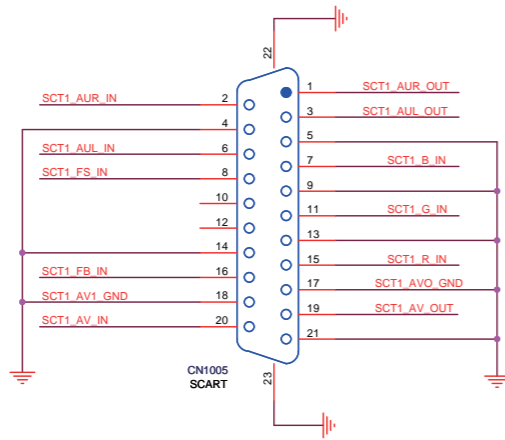 22
1 SCT1_AUR_OUT
SCT1_AUR_IN 2
3 SCT1_AUL_OUT
4
5
SCT1_AUL_IN 6
7 SCT1_B_IN
SCT1_FS_IN 8
9
10
11 SCT1_G_IN
12
13
14
15 SCT1_R_IN
SCT1_FB_IN 16
17 SCT1_AVO_GND
SCT1_AV1_GND 18
19 SCT1_AV_OUT
SCT1_AV_IN 20
21
CN1005
SCART
23